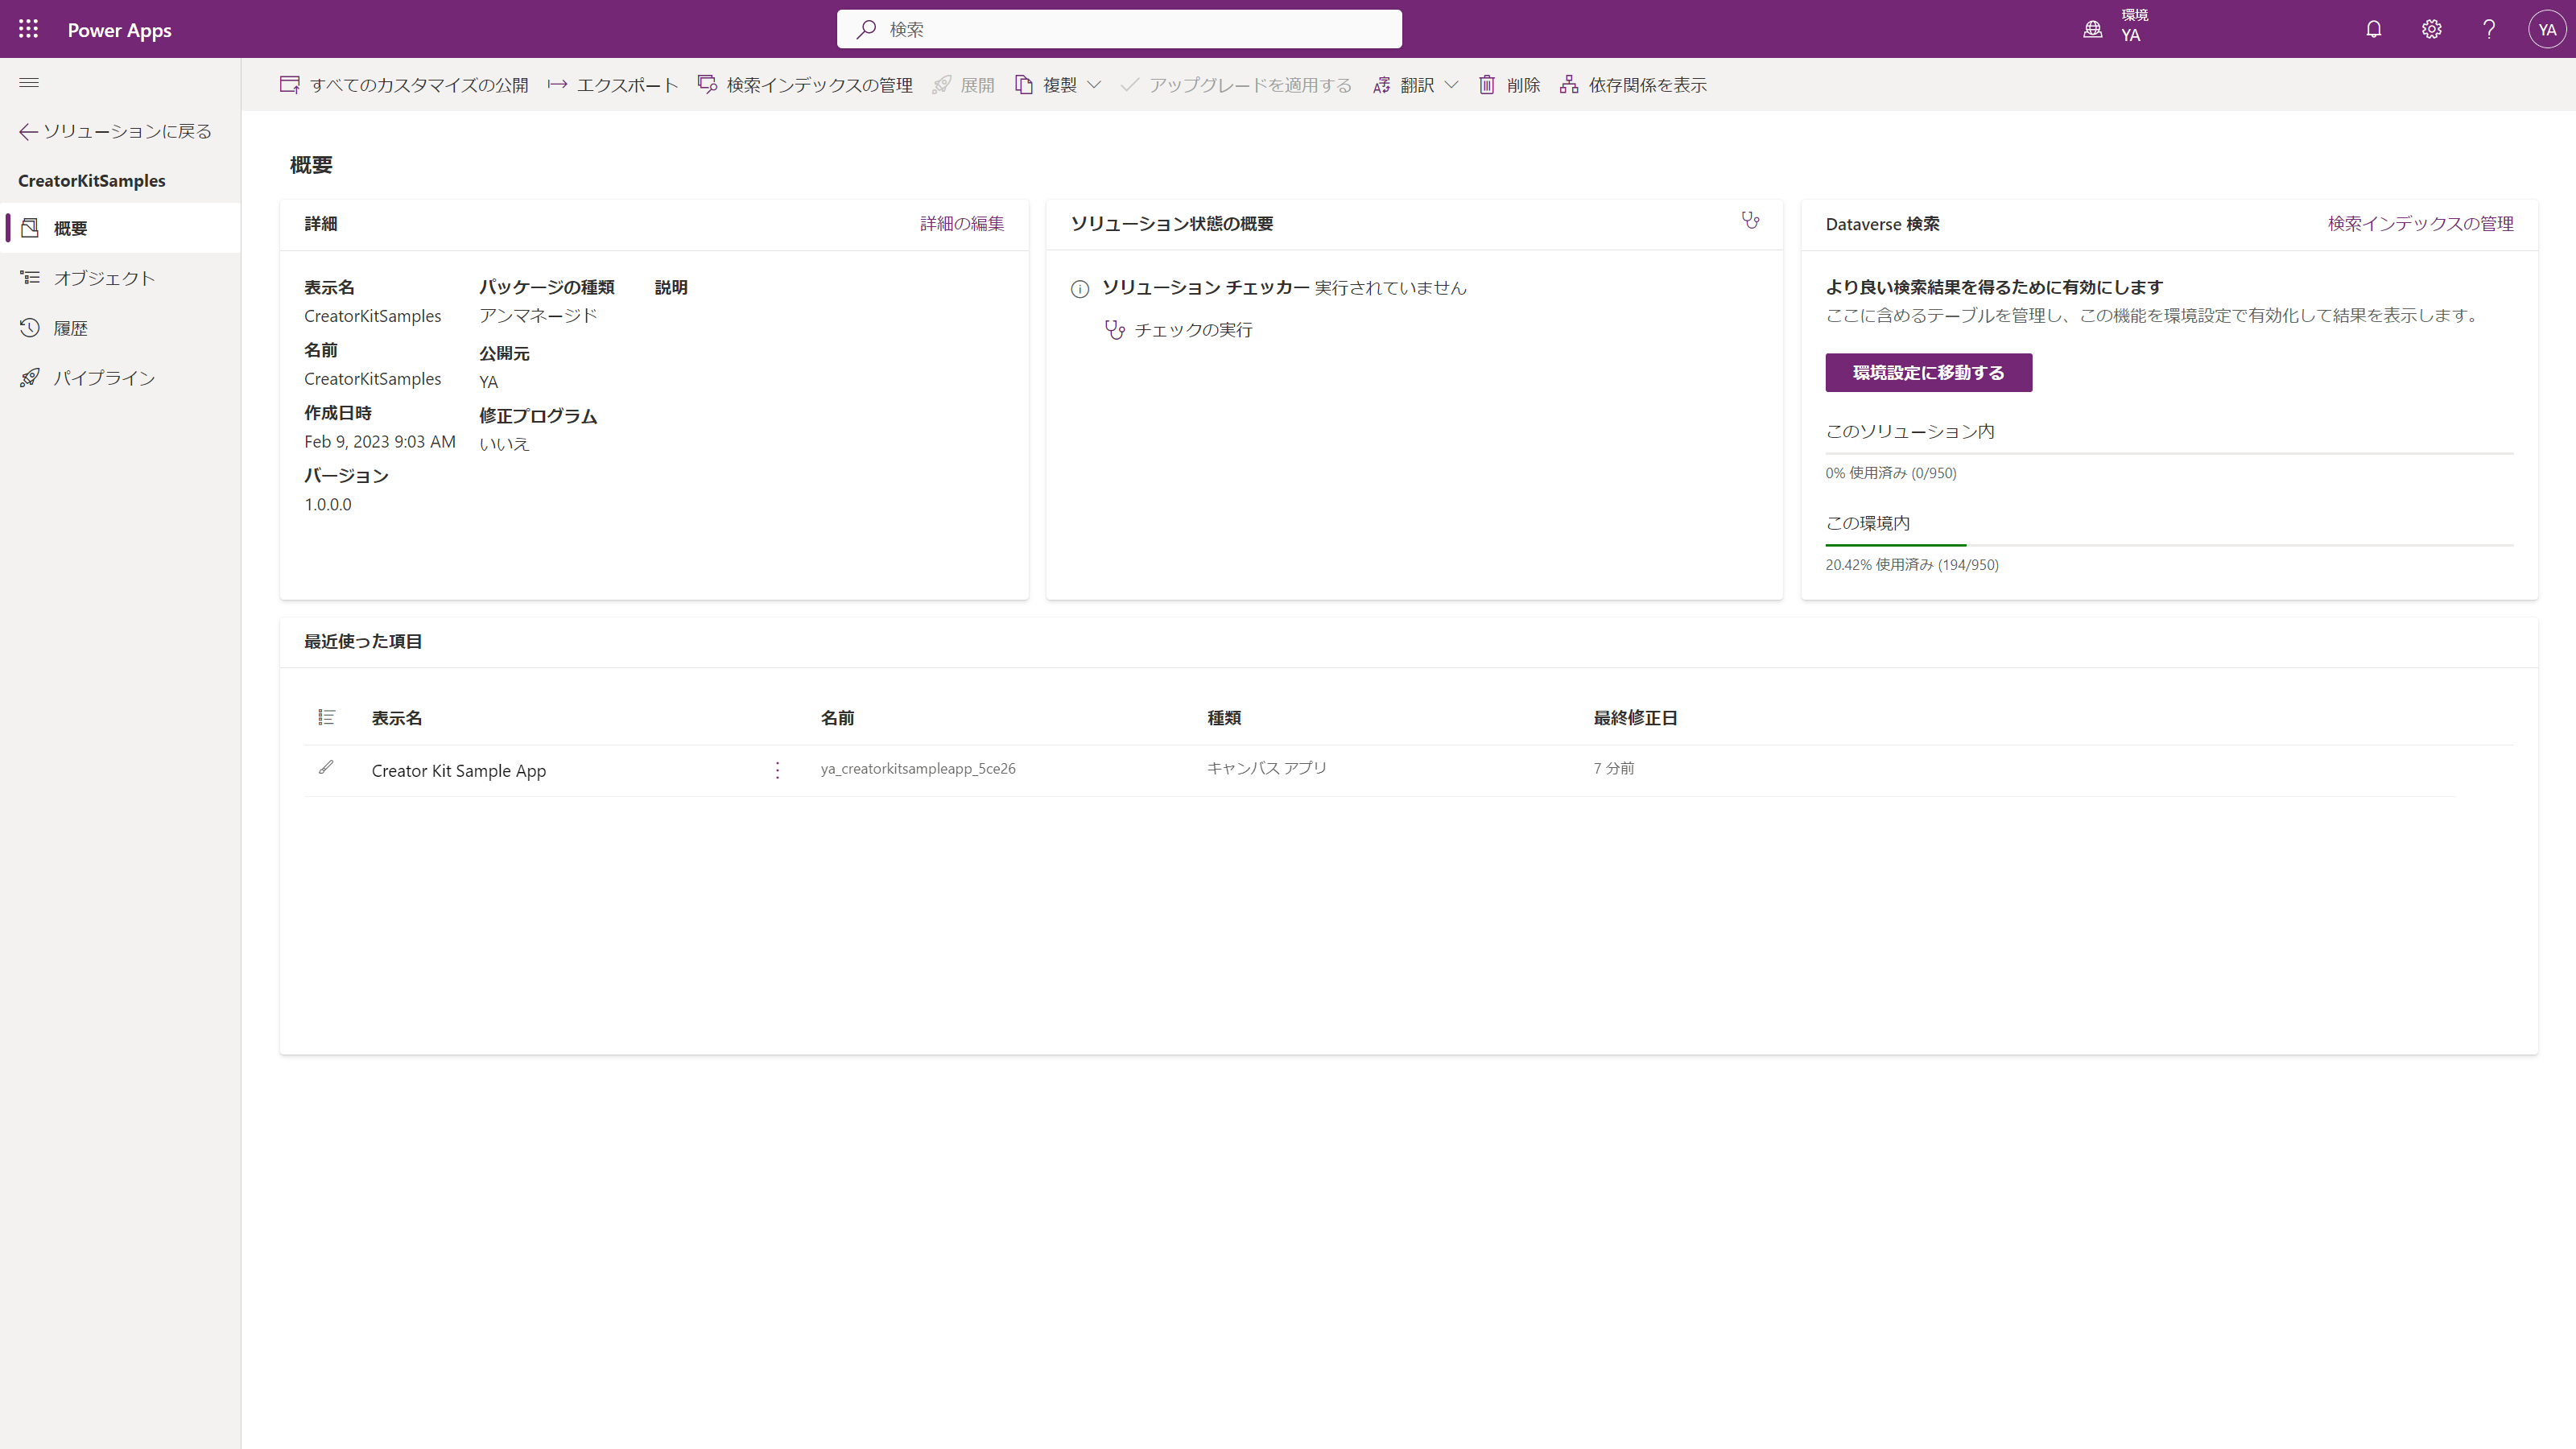 Power Apps
検索
環境
YA
YA
すべてのカスタマイズの公開 エクスポート 検索インデックスの管理 展開 複製 アップグレードを適用する 翻訳 削除 依存関係を表示
ソリューションに戻る
CreatorKitSamples
概要
オブジェクト
履歴
パイプライン
概要
詳細 詳細の編集
表示名
CreatorKitSamples
名前
CreatorKitSamples
作成日時
Feb 9, 2023 9:03 AM
バージョン
1.0.0.0
パッケージの種類
アンマネージド
公開元
YA
修正プログラム
いいえ
説明
ソリューション状態の概要
ソリューション チェッカー 実行されていません
チェックの実行
Dataverse 検索 検索インデックスの管理
より良い検索結果を得るために有効にします
ここに含めるテーブルを管理し、この機能を環境設定で有効化して結果を表示します。
環境設定に移動する
このソリューション内
0% 使用済み (0/950)
この環境内
20.42% 使用済み (194/950)
最近使った項目
表示名 名前 種類 最終修正日
Creator Kit Sample App ya_creatorkitsampleapp_5ce26 キャンバス アプリ 7 分前